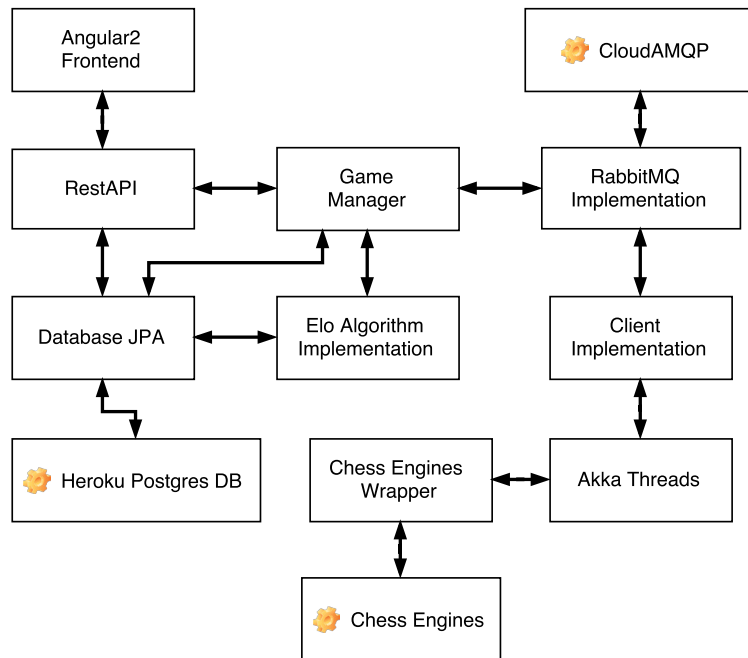 Angular2
Frontend
CloudAMQP
RestAPI
Game
Manager
RabbitMQ
Implementation
Database JPA
Elo Algorithm
Implementation
Client
Implementation
Heroku Postgres DB
Chess Engines
Wrapper
Akka Threads
Chess Engines